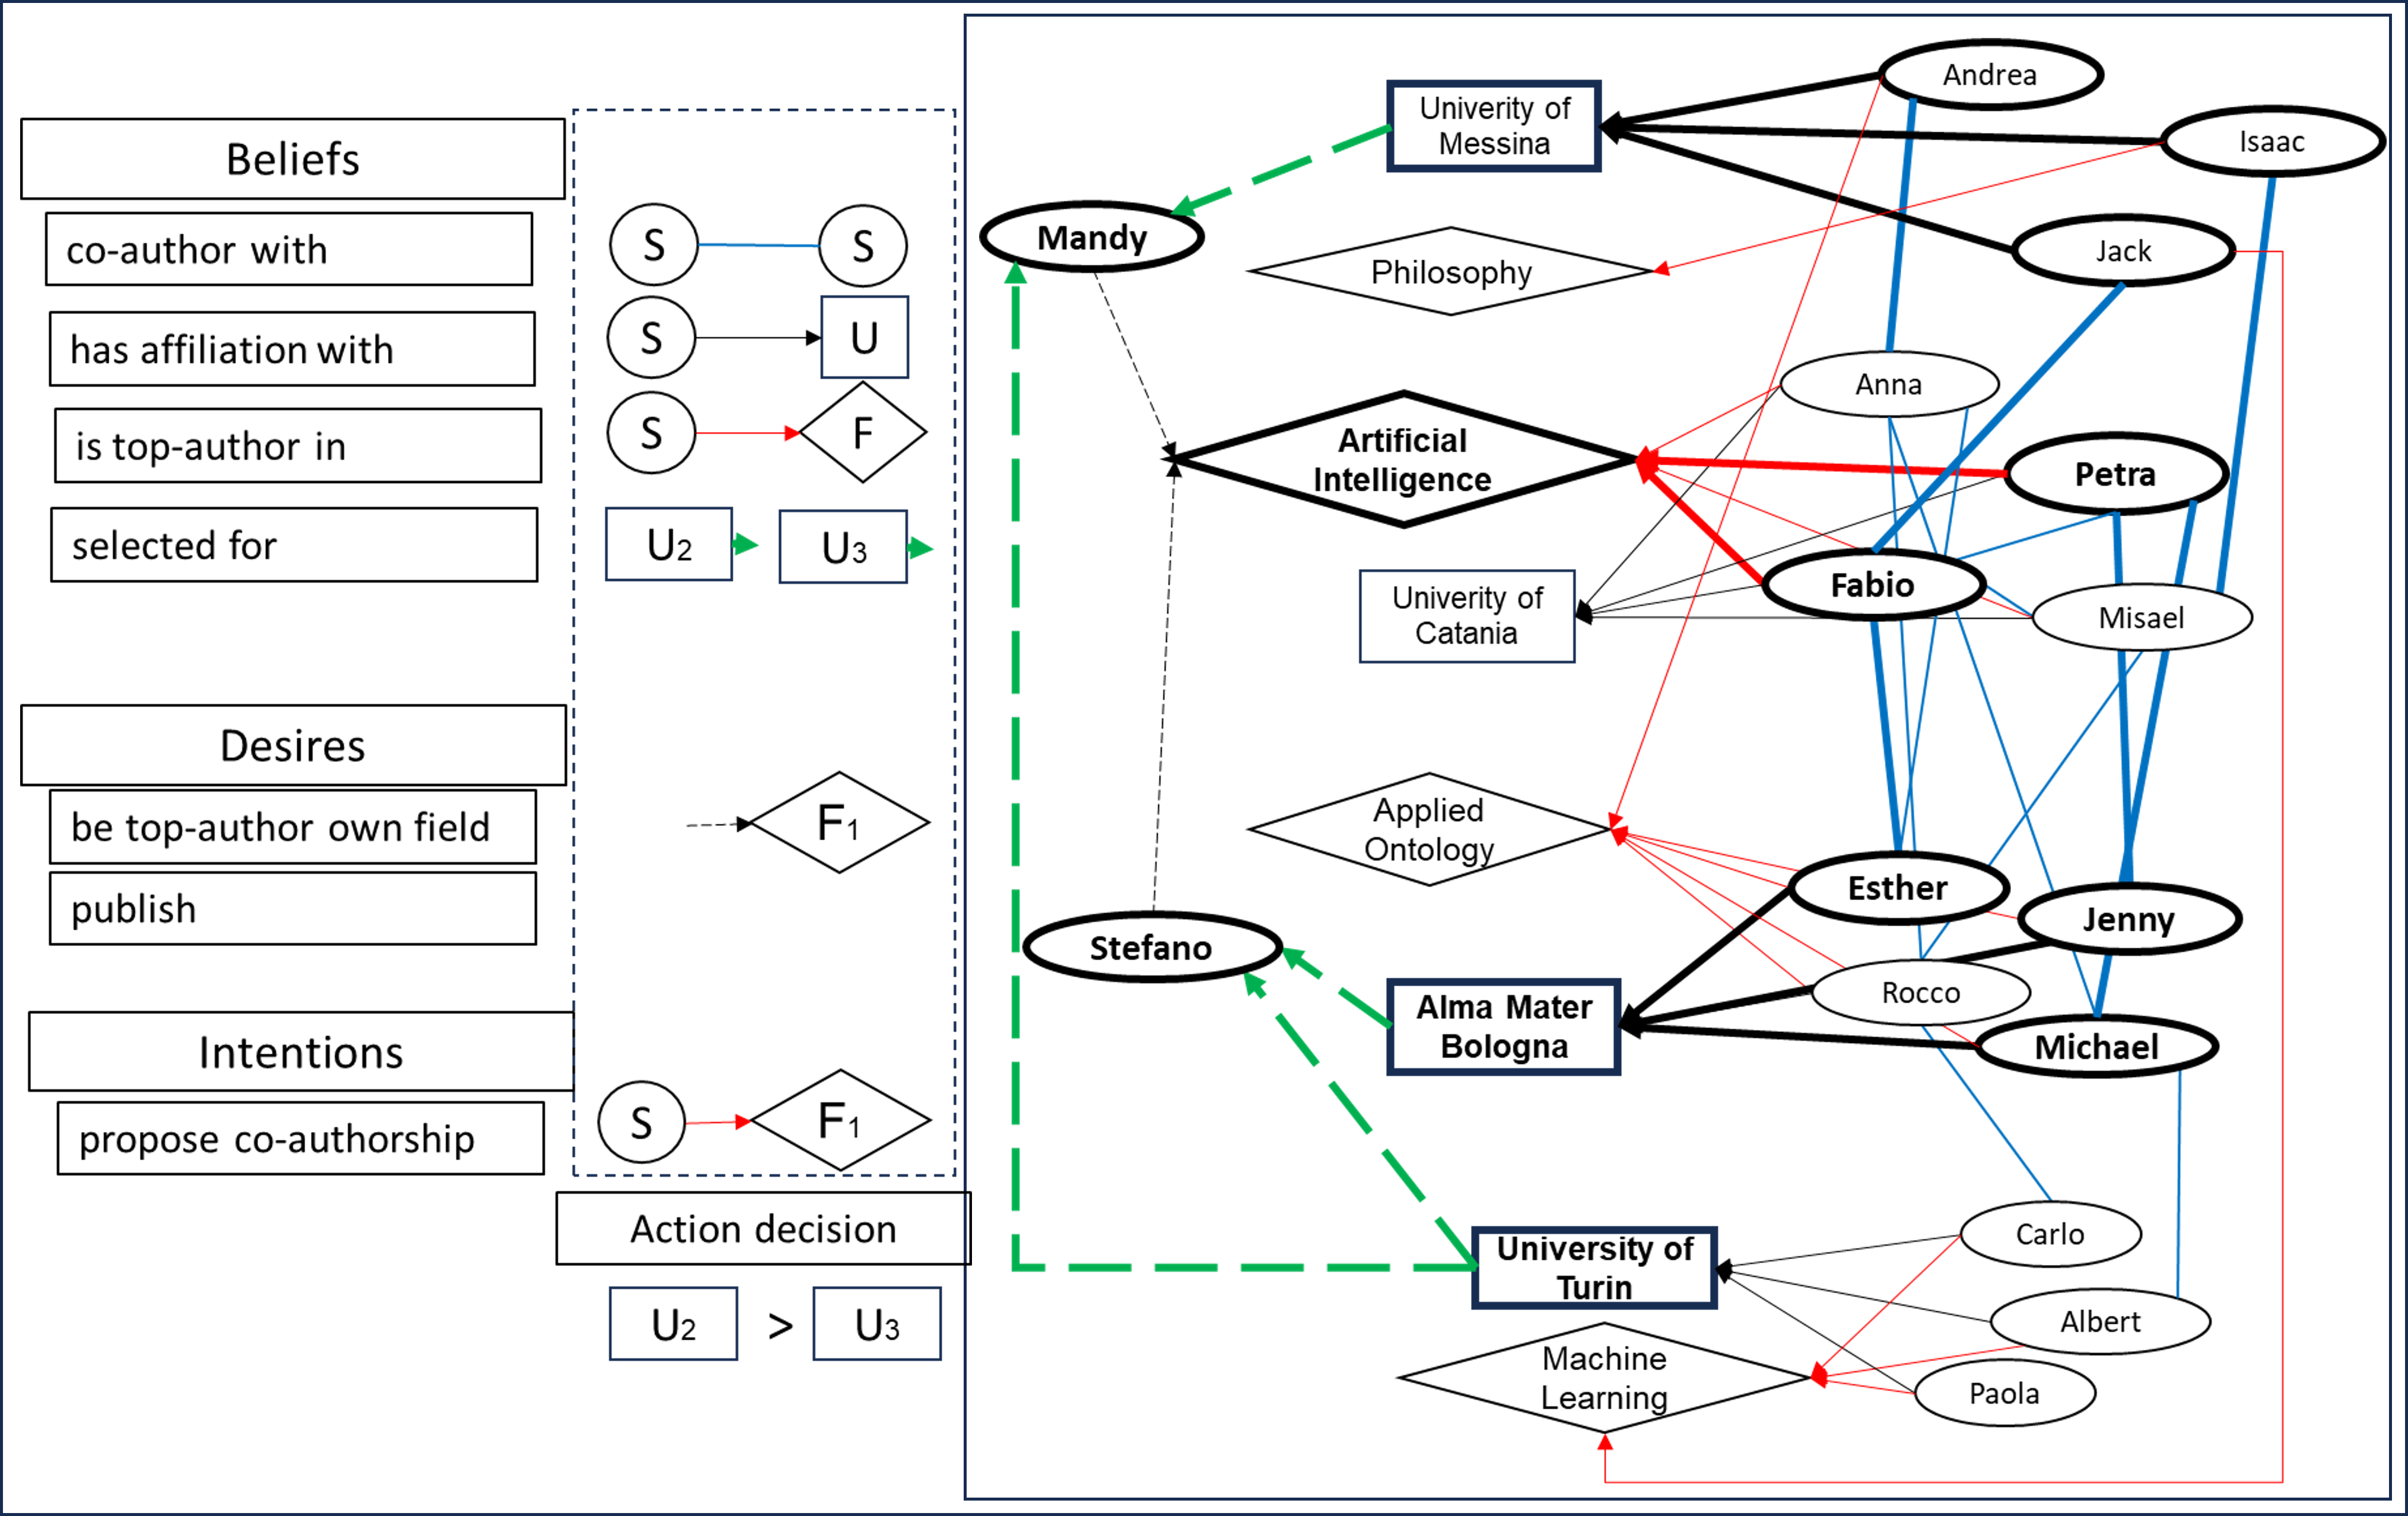 Beliefs
co-author with
S
S
has affiliation with
S
U
is top-author in
S
F
selected for
U2
U3
Desires
be top-author own field
F1
publish
Intentions
propose co-authorship
S
F1
Action decision
U2
>
U3
Andrea
Univerity of
Messina
Isaac
Mandy
Jack
Philosophy
Anna
Artificial
Intelligence
Petra
Fabio
Univerity of
Catania
Misael
Applied
Ontology
Esther
Jenny
Stefano
Rocco
Alma Mater
Bologna
Michael
Carlo
University of
Turin
Albert
Machine
Learning
Paola